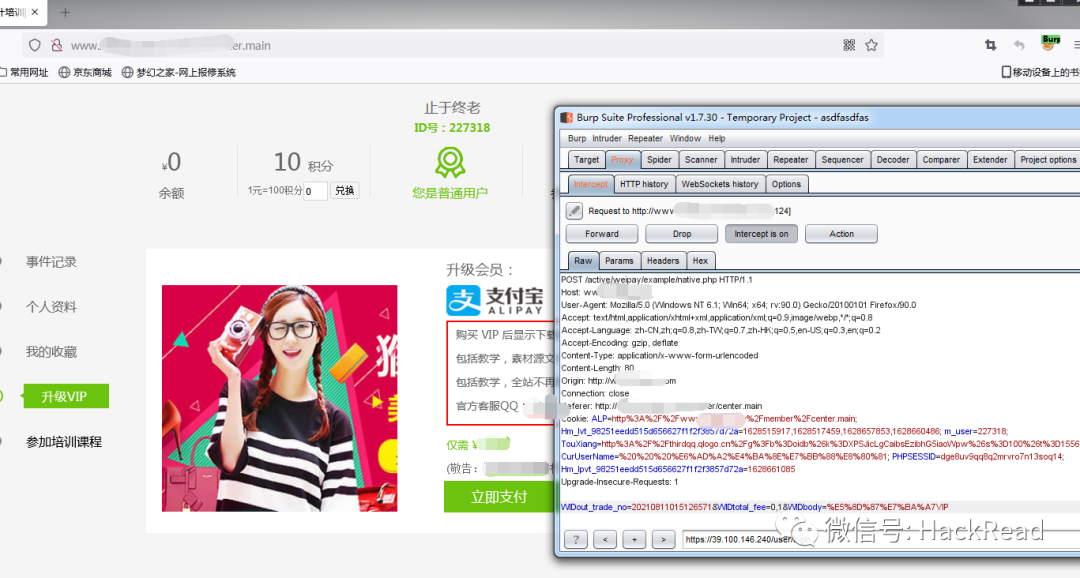 计培训
www.
er.main
常用网址 京东商城 梦幻之家-网上报修系统
移动设备上的书
止于终老
ID号：227318
¥0
余额
10 积分
1元=100积分 0 兑换
您是普通用户
事件记录
个人资料
我的收藏
升级VIP
参加培训课程
升级会员：
支付宝
ALIPAY
购买 VIP 后显示下载
包括教学，素材源文
包括教学，全站不再
官方客服QQ：
仅需 ¥
(敬告：
立即支付
Burp Suite Professional v1.7.30 - Temporary Project - asdfasdfas
Burp Intruder Repeater Window Help
Target Proxy Spider Scanner Intruder Repeater Sequencer Decoder Comparer Extender Project options
Intercept HTTP history WebSockets history Options
Request to http://www
124]
Forward Drop Intercept is on Action
Raw Params Headers Hex
POST /active/weipay/example/native.php HTTP/1.1
Host: ww
User-Agent: Mozilla/5.0 (Windows NT 6.1; Win64; x64; rv:90.0) Gecko/20100101 Firefox/90.0
Accept: text/html,application/xhtml+xml,application/xml;q=0.9,image/webp,*/*;q=0.8
Accept-Language: zh-CN,zh;q=0.8,zh-TW;q=0.7,zh-HK;q=0.5,en-US;q=0.3,en;q=0.2
Accept-Encoding: gzip, deflate
Content-Type: application/x-www-form-urlencoded
Content-Length: 80
Origin: http://w
om
Connection: close
Referer: http://
er/center.main
Cookie: ALP=http%3A%2F%2Fwww
%2Fmember%2Fcenter.main;
Hm_lvt_98251eedd515d656627f1f2f3857d72a=1628515917,1628517459,1628657853,1628660486; m_user=227318;
TouXiang=http%3A%2F%2Fthirdqq.qlogo.cn%2Fg%3Fb%3Doidb%26k%3DXPSJicLgCaibsEzibhG5iaoVvpw%26s%3D100%26t%3D1556
CurUserName=%20%20%20%E6%AD%A2%E4%BA%8E%E7%BB%88%E8%80%81; PHPSESSID=dge8uv9qq8q2mrvro7n13soq14;
Hm_lpvt_98251eedd515d656627f1f2f3857d72a=1628661085
Upgrade-Insecure-Requests: 1
WIDout_trade_no=20210811015126571&WIDtotal_fee=0.1&WIDbody=%E5%8D%87%E7%BA%A7VIP
? < + > https://39.100.146.240/user/
微信号: HackRead